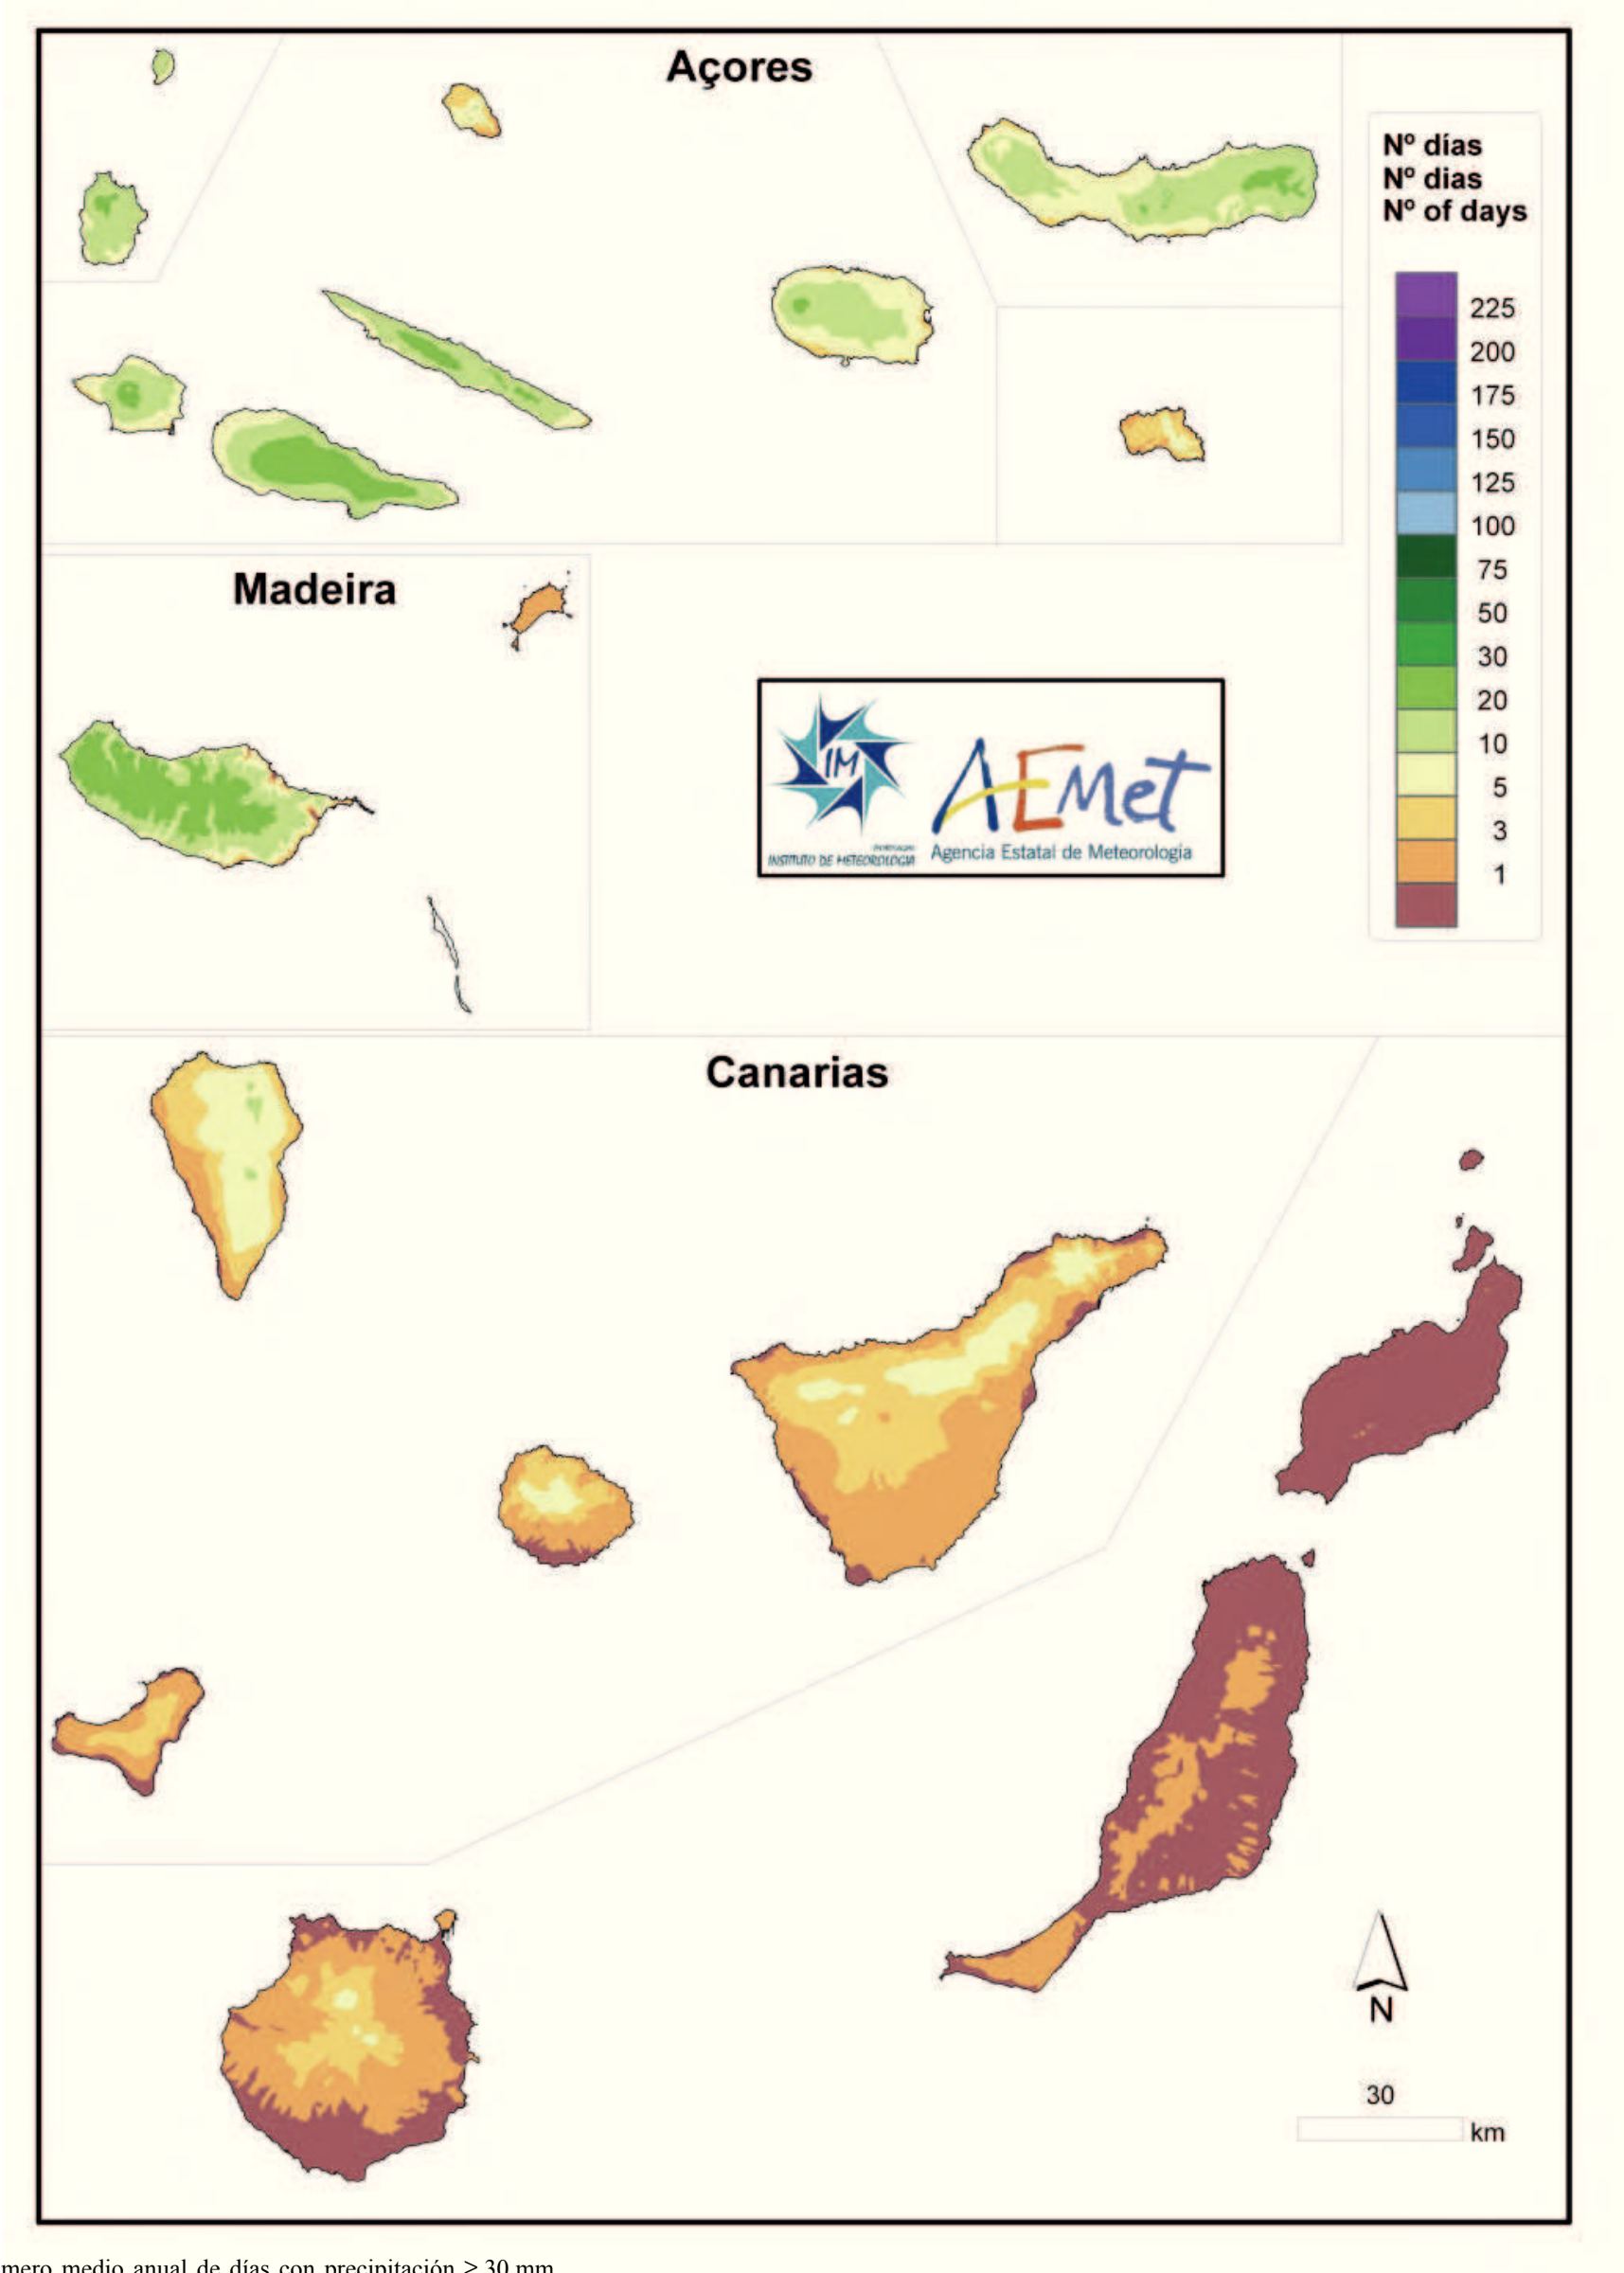 Açores
Nº días
Nº dias
Nº of days
225
200
175
150
125
100
75
50
30
20
10
5
3
1
Madeira
IM
PORTUGAL
INSTITUTO DE METEOROLOGIA
AEMet
Agencia Estatal de Meteorología
Canarias
N
30
km
mero medio anual de días con precipitación ≥ 30 mm